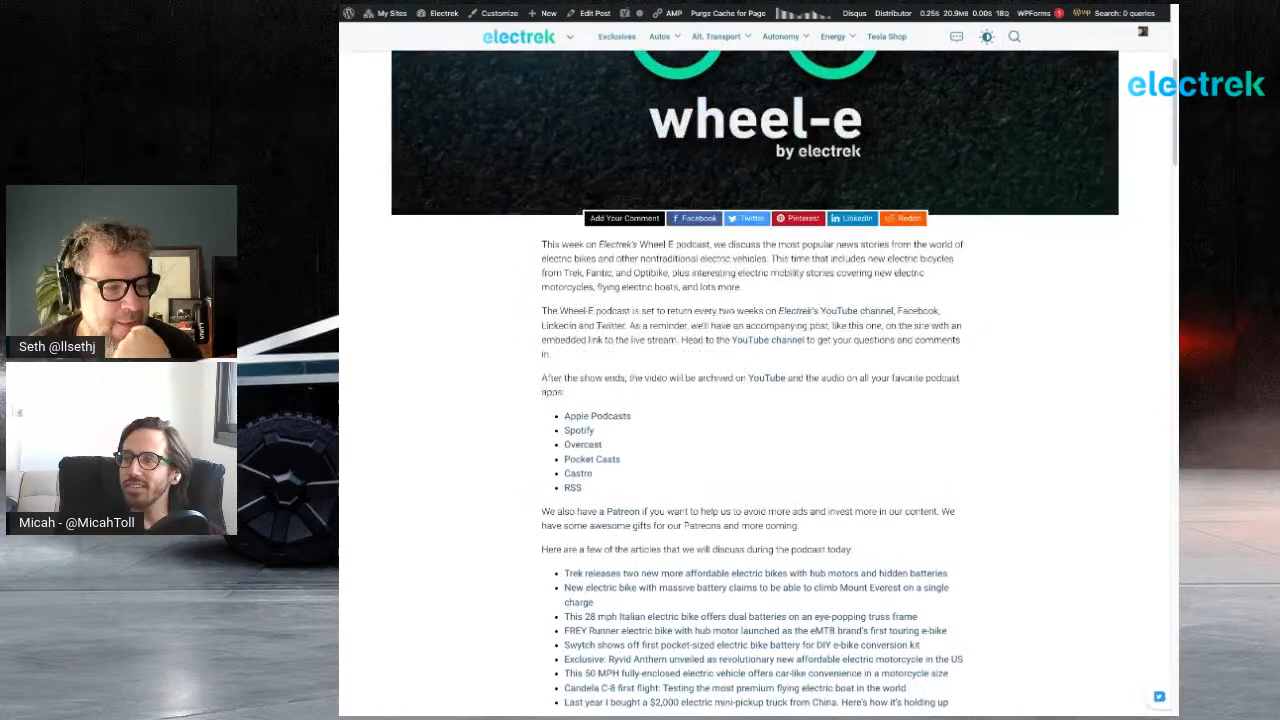 My Sites Electrek Customize New Edit Post AMP Purge Cache for Page Disqus Distributor 0.25s 20.9MB 0.00s 18Q WPForms 1 Search: 0 queries
electrek Exclusives Autos Alt. Transport Autonomy Energy Tesla Shop
electrek
wheel-e
by electrek
Add Your Comment Facebook Twitter Pinterest LinkedIn Reddit
This week on Electrek's Wheel-E podcast, we discuss the most popular news stories from the world of
electric bikes and other nontraditional electric vehicles. This time that includes new electric bicycles
from Trek, Fantic, and Optibike, plus interesting electric mobility stories covering new electric
motorcycles, flying electric boats, and lots more.
The Wheel-E podcast is set to return every two weeks on Electrek's YouTube channel, Facebook,
Linkedin and Twitter. As a reminder, we'll have an accompanying post, like this one, on the site with an
embedded link to the live stream. Head to the YouTube channel to get your questions and comments
in.
After the show ends, the video will be archived on YouTube and the audio on all your favorite podcast
apps:
Apple Podcasts
Spotify
Overcast
Pocket Casts
Castro
RSS
We also have a Patreon if you want to help us to avoid more ads and invest more in our content. We
have some awesome gifts for our Patreons and more coming.
Here are a few of the articles that we will discuss during the podcast today:
Trek releases two new more affordable electric bikes with hub motors and hidden batteries
New electric bike with massive battery claims to be able to climb Mount Everest on a single
charge
This 28 mph Italian electric bike offers dual batteries on an eye-popping truss frame
FREY Runner electric bike with hub motor launched as the eMTB brand's first touring e-bike
Swytch shows off first pocket-sized electric bike battery for DIY e-bike conversion kit
Exclusive: Ryvid Anthem unveiled as revolutionary new affordable electric motorcycle in the US
This 50 MPH fully-enclosed electric vehicle offers car-like convenience in a motorcycle size
Candela C-8 first flight: Testing the most premium flying electric boat in the world
Last year I bought a $2,000 electric mini-pickup truck from China. Here's how it's holding up
Seth @llsethj
Micah - @MicahToll